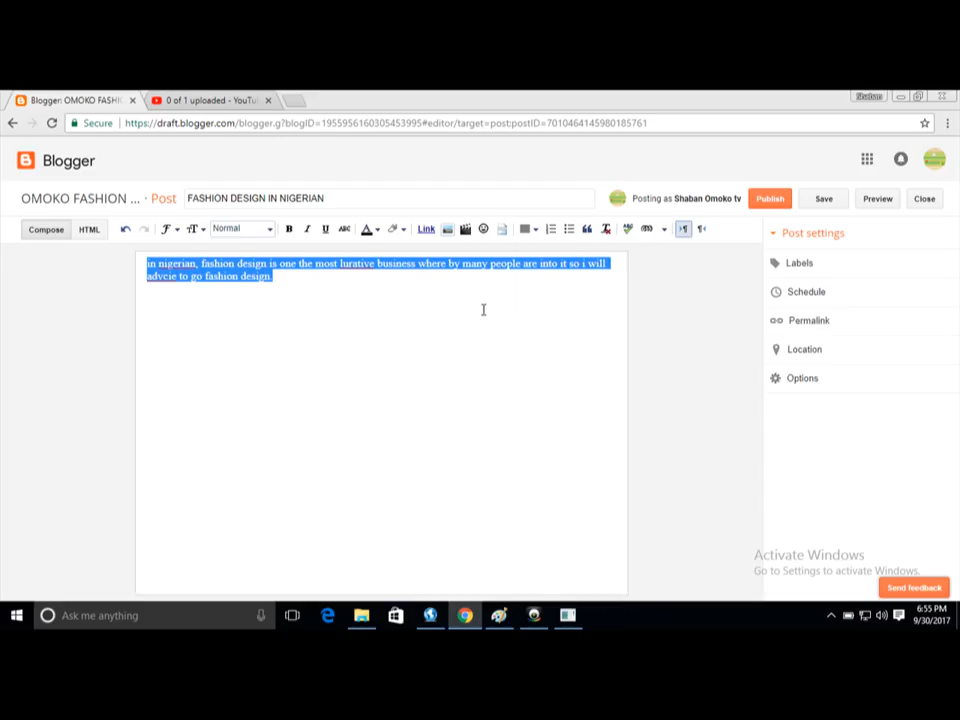 Blogger: OMOKO FASHI
0 of 1 uploaded - YouTu
Shaban
Secure
https://draft.blogger.com/blogger.g?blogID=1955956160305453995#editor/target=post;postID=7010464145980185761
Blogger
OMOKO FASHION ... · Post
FASHION DESIGN IN NIGERIAN
Posting as Shaban Omoko tv
Publish
Save
Preview
Close
Compose
HTML
Normal
B I U ABC A Link
Post settings
in nigerian, fashion design is one the most lurative business where by many people are into it so i will
advcie to go fashion design.
Labels
Schedule
Permalink
Location
Options
Activate Windows
Go to Settings to activate Windows.
Send feedback
Ask me anything
6:55 PM
9/30/2017